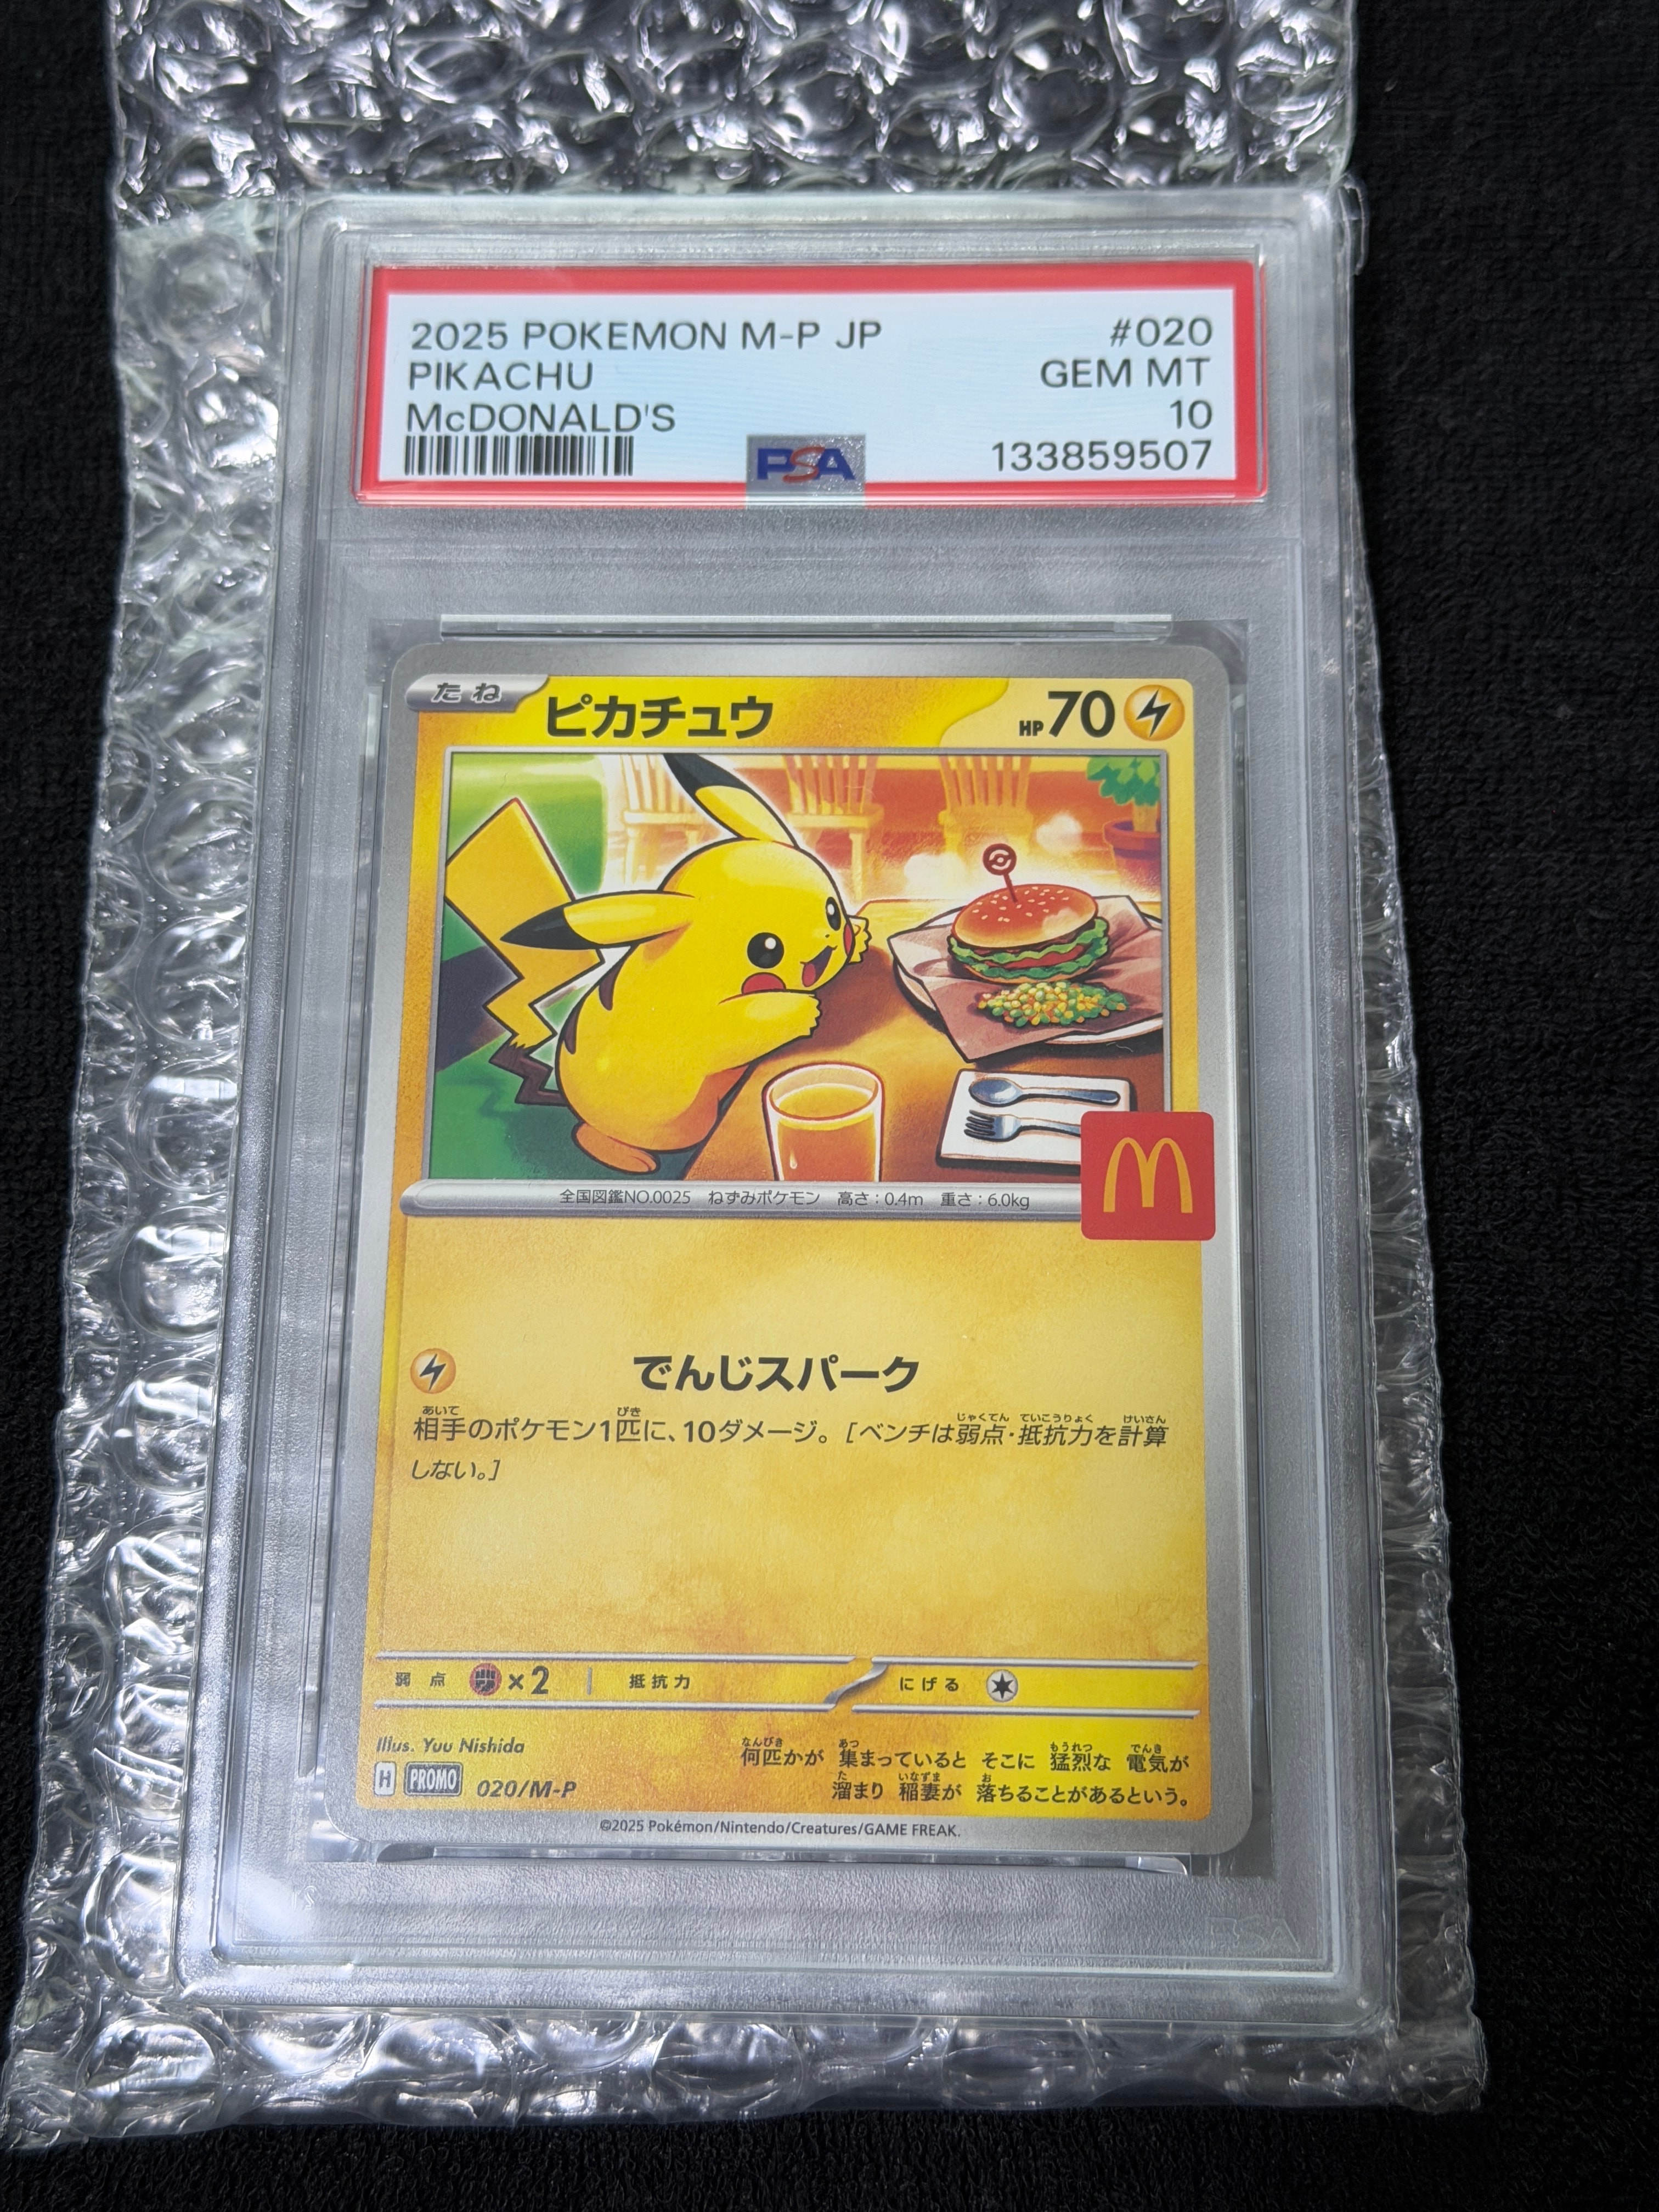 2025 POKEMON M-P JP #020
PIKACHU GEM MT
McDONALD'S 10
PSA 133859507
たね ピカチュウ HP70
全国図鑑NO.0025 ねずみポケモン 高さ:0.4m 重さ:6.0kg
M
でんじスパーク
相手のポケモン1匹に、10ダメージ。[ベンチは弱点・抵抗力を計算
しない。]
弱点 ×2 抵抗力 にげる
Illus. Yuu Nishida
H PROMO 020/M-P
何匹かが 集まっていると そこに 猛烈な 電気が
溜まり 稲妻が 落ちることがあるという。
©2025 Pokémon/Nintendo/Creatures/GAME FREAK.
PSA